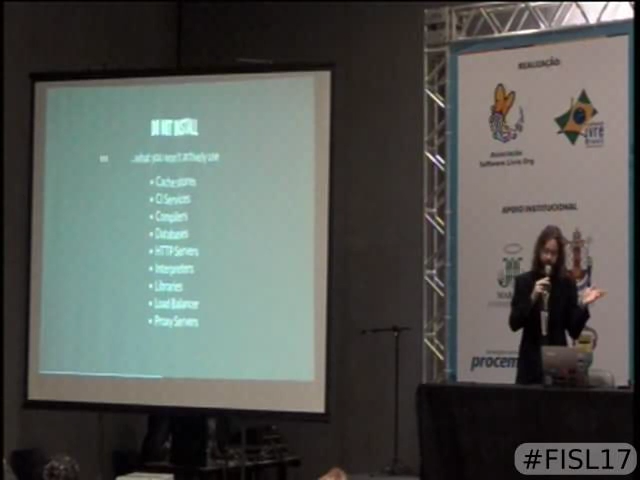 DO NOT INSTALL
...what you won't actively use
• Cache stores
• CI Services
• Compilers
• Databases
• HTTP Servers
• Interpreters
• Libraries
• Load Balancer
• Proxy Servers
REALIZAÇÃO:
Associação
Software Livre.Org
APOIO INSTITUCIONAL
#FISL17